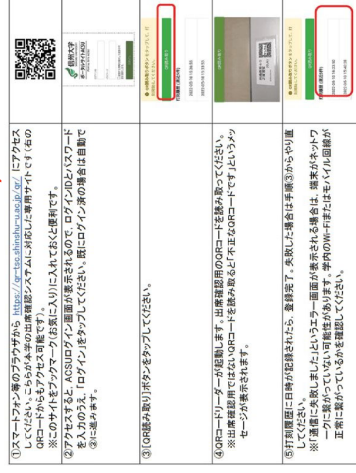 ①スマートフォン等のブラウザから https://qr-tsc.shinshu-u.ac.jp/qr/ にアクセス
してください。こちらが本学の出席確認システムに対応した専用サイトです（右の
QRコードからもアクセス可能です）。
※このサイトをブックマーク（お気に入り）に入れておくと便利です。
②アクセスすると、ACSUログイン画面が表示されるので、ログインIDとパスワード
を入力のうえ、「ログイン」をタップしてください。既にログイン済の場合は自動で
③に進みます。
信州大学
③[QR読み取り]ボタンをタップしてください。
④QRコードリーダーが起動します。出席確認用のQRコードを読み取ってください。
※出席確認用ではないQRコードを読み取ると「不正なQRコードです」というメッ
セージが表示されます。
⑤打刻履歴に日時が記録されたら、登録完了。失敗した場合は手順③からやり直
してください。
※「通信に失敗しました」というエラー画面が表示される場合は、端末がネットワ
ークに繋がっていない可能性があります。学内のWi-Fiまたはモバイル回線が
正常に繋がっているかを確認してください。